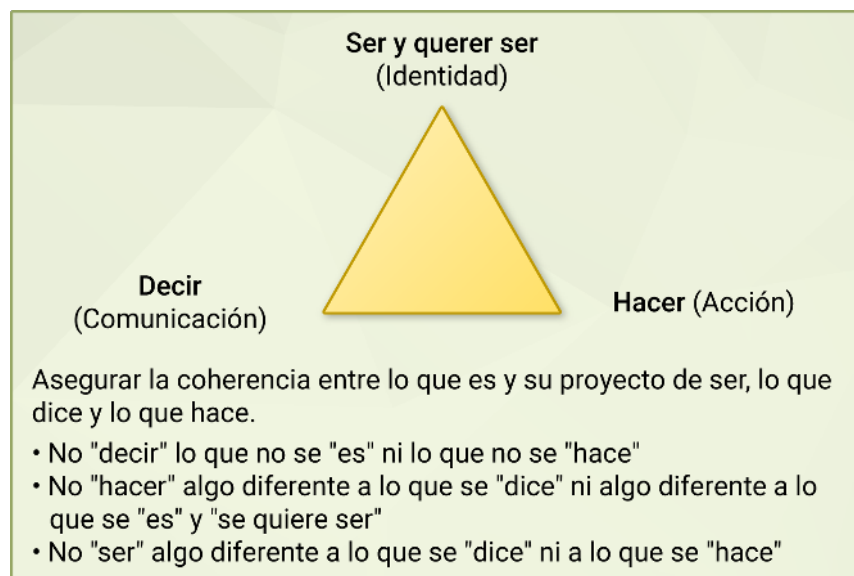 Ser y querer ser
(Identidad)
Decir
(Comunicación)
Hacer (Acción)
Asegurar la coherencia entre lo que es y su proyecto de ser, lo que
dice y lo que hace.
• No "decir" lo que no se "es" ni lo que no se "hace"
• No "hacer" algo diferente a lo que se "dice" ni algo diferente a lo
que se "es" y "se quiere ser"
• No "ser" algo diferente a lo que se "dice" ni a lo que se "hace"